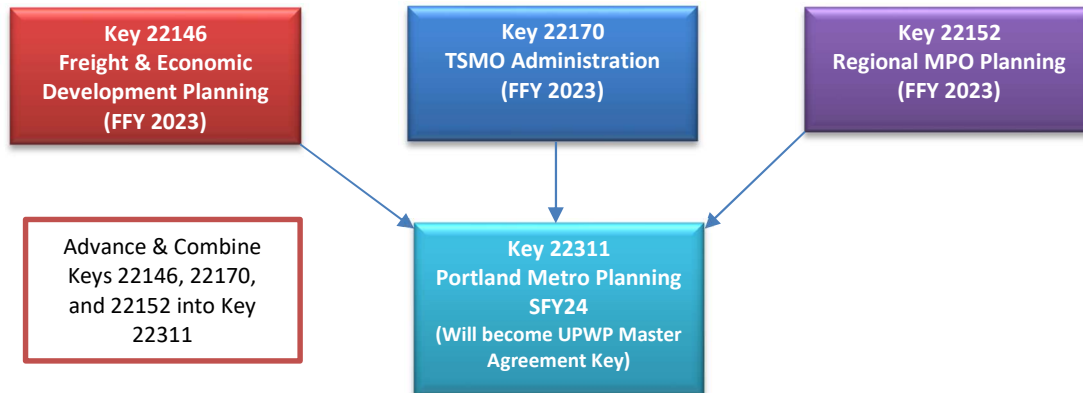 Key 22146
Freight & Economic
Development Planning
(FFY 2023)
Key 22170
TSMO Administration
(FFY 2023)
Key 22152
Regional MPO Planning
(FFY 2023)
Advance & Combine
Keys 22146, 22170,
and 22152 into Key
22311
Key 22311
Portland Metro Planning
SFY24
(Will become UPWP Master
Agreement Key)